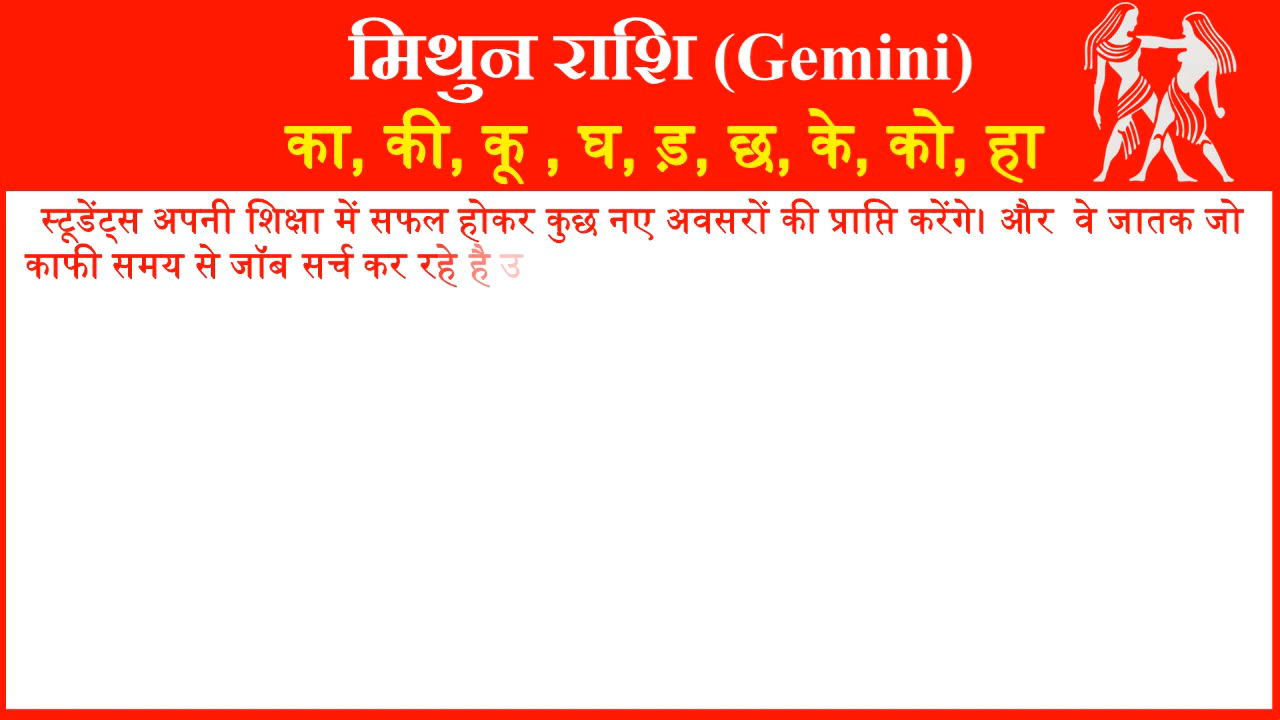 मिथुन राशि (Gemini)
का, की, कू , घ, ड़, छ, के, को, हा
स्टूडेंट्स अपनी शिक्षा में सफल होकर कुछ नए अवसरों की प्राप्ति करेंगे। और वे जातक जो
काफी समय से जॉब सर्च कर रहे है उ